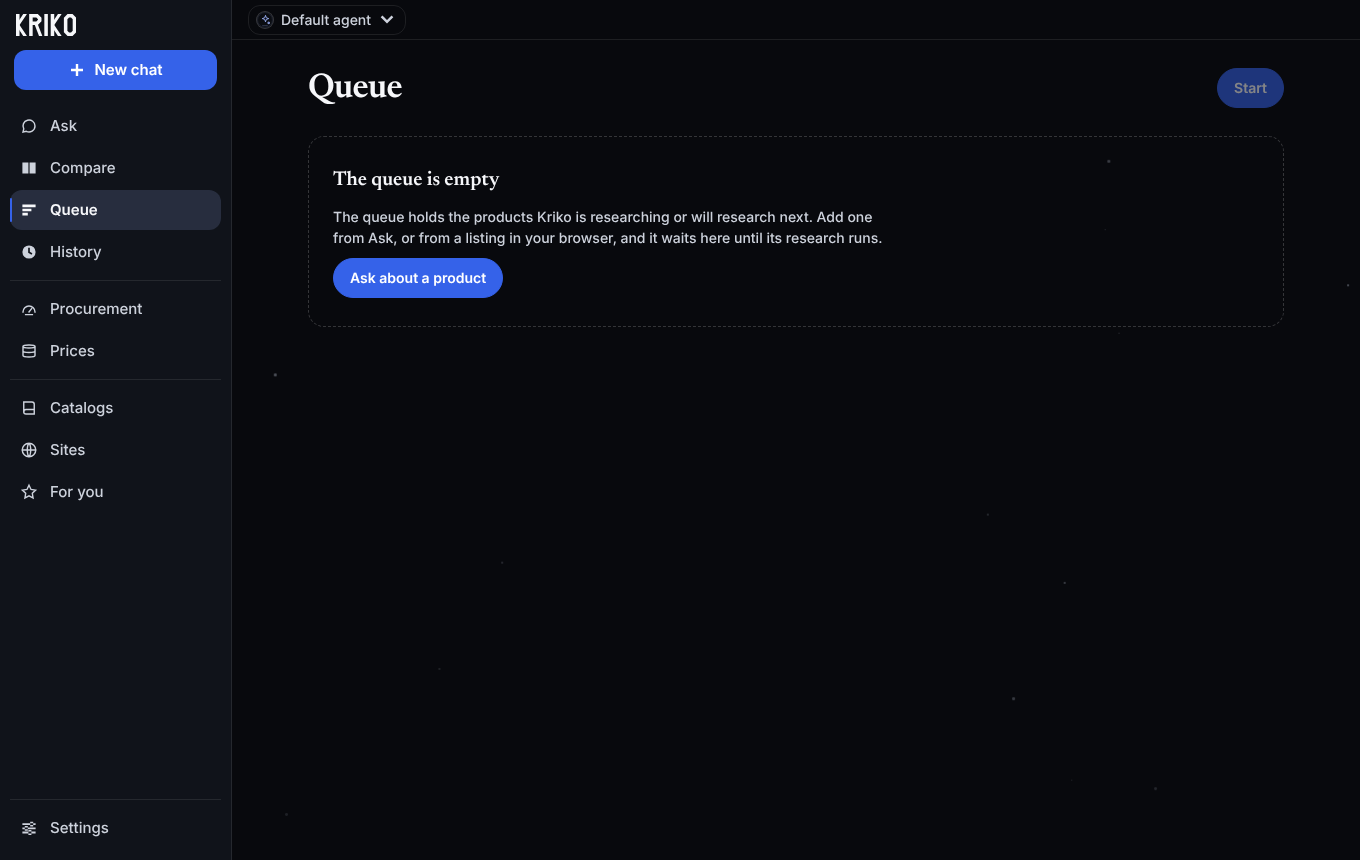 KRIKO
New chat
Ask
Compare
Queue
History
Procurement
Prices
Catalogs
Sites
For you
Settings
Default agent
Queue
Start
The queue is empty
The queue holds the products Kriko is researching or will research next. Add one
from Ask, or from a listing in your browser, and it waits here until its research runs.
Ask about a product